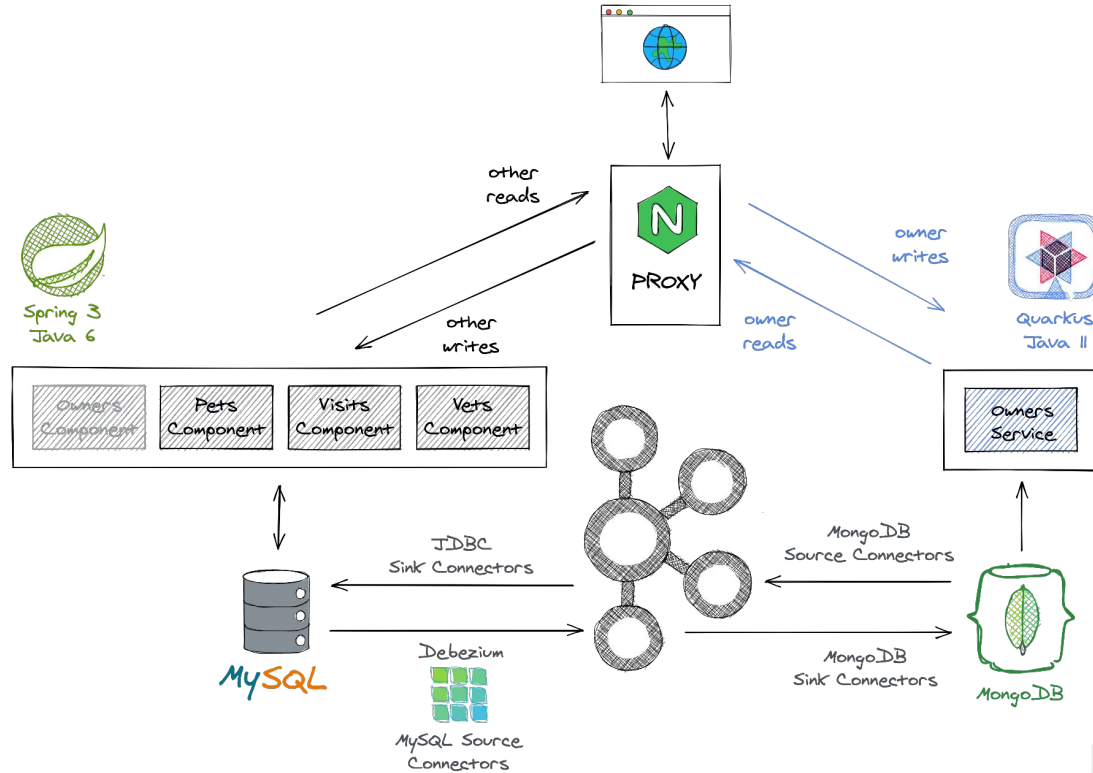 other
reads
N
PROXY
owner
writes
Spring 3
Java 6
other
writes
owner
reads
Quarkus
Java 11
Owners
Component
Pets
Component
Visits
Component
Vets
Component
Owners
Service
JDBC
Sink Connectors
MongoDB
Source Connectors
MySQL
Debezium
MySQL Source
Connectors
MongoDB
Sink Connectors
MongoDB